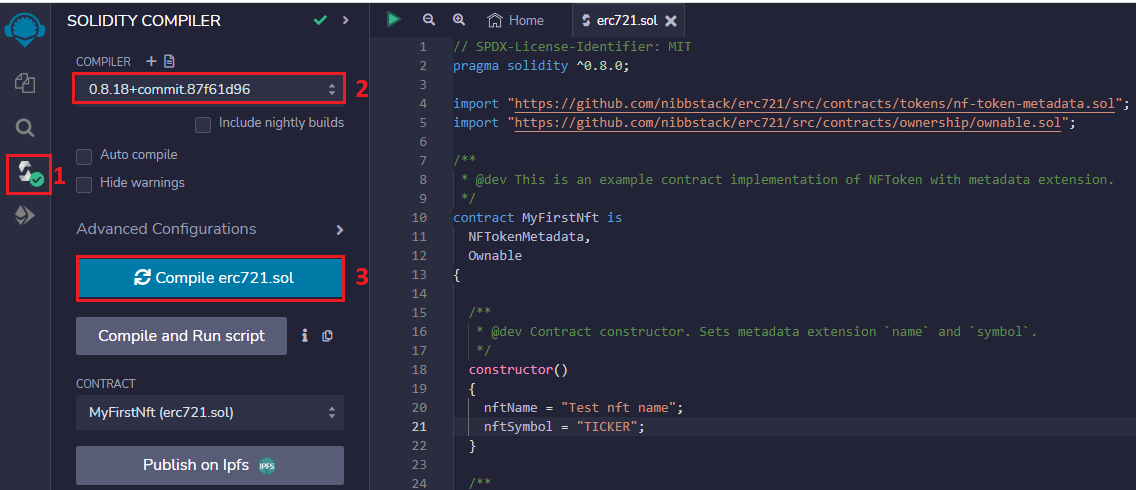 SOLIDITY COMPILER
COMPILER
0.8.18+commit.87f61d96
2
Include nightly builds
1
Auto compile
Hide warnings
Advanced Configurations
Compile erc721.sol
3
Compile and Run script
i
CONTRACT
MyFirstNft (erc721.sol)
Publish on Ipfs
IPFS
Home
erc721.sol
1 // SPDX-License-Identifier: MIT
2 pragma solidity ^0.8.0;
3
4 import "https://github.com/nibbstack/erc721/src/contracts/tokens/nf-token-metadata.sol";
5 import "https://github.com/nibbstack/erc721/src/contracts/ownership/ownable.sol";
6
7 /**
8 * @dev This is an example contract implementation of NFToken with metadata extension.
9 */
10 contract MyFirstNft is
11 NFTokenMetadata,
12 Ownable
13 {
14
15 /**
16 * @dev Contract constructor. Sets metadata extension `name` and `symbol`.
17 */
18 constructor()
19 {
20 nftName = "Test nft name";
21 nftSymbol = "TICKER";
22 }
23
24 /**